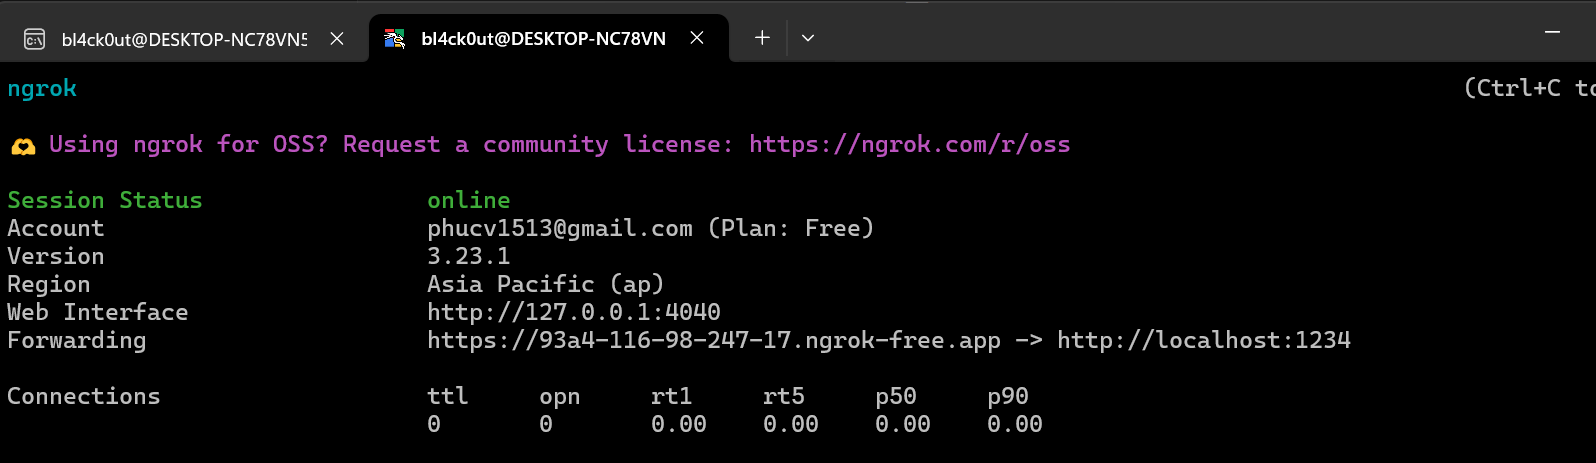 bl4ck0ut@DESKTOP-NC78VN5
bl4ck0ut@DESKTOP-NC78VN
ngrok (Ctrl+C to
Using ngrok for OSS? Request a community license: https://ngrok.com/r/oss
Session Status online
Account phucv1513@gmail.com (Plan: Free)
Version 3.23.1
Region Asia Pacific (ap)
Web Interface http://127.0.0.1:4040
Forwarding https://93a4-116-98-247-17.ngrok-free.app -> http://localhost:1234
Connections ttl opn rt1 rt5 p50 p90
0 0 0.00 0.00 0.00 0.00